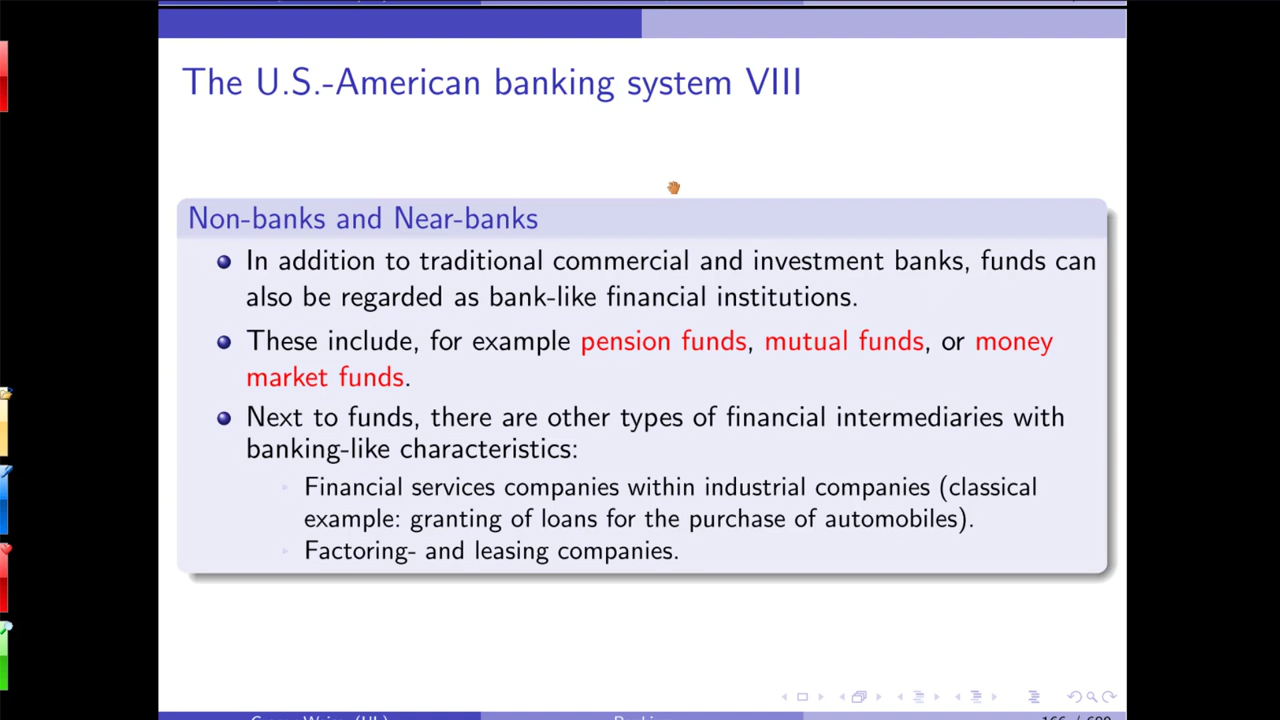 The U.S.-American banking system VIII
Non-banks and Near-banks
In addition to traditional commercial and investment banks, funds can
also be regarded as bank-like financial institutions.
These include, for example pension funds, mutual funds, or money
market funds.
Next to funds, there are other types of financial intermediaries with
banking-like characteristics:
Financial services companies within industrial companies (classical
example: granting of loans for the purchase of automobiles).
Factoring- and leasing companies.